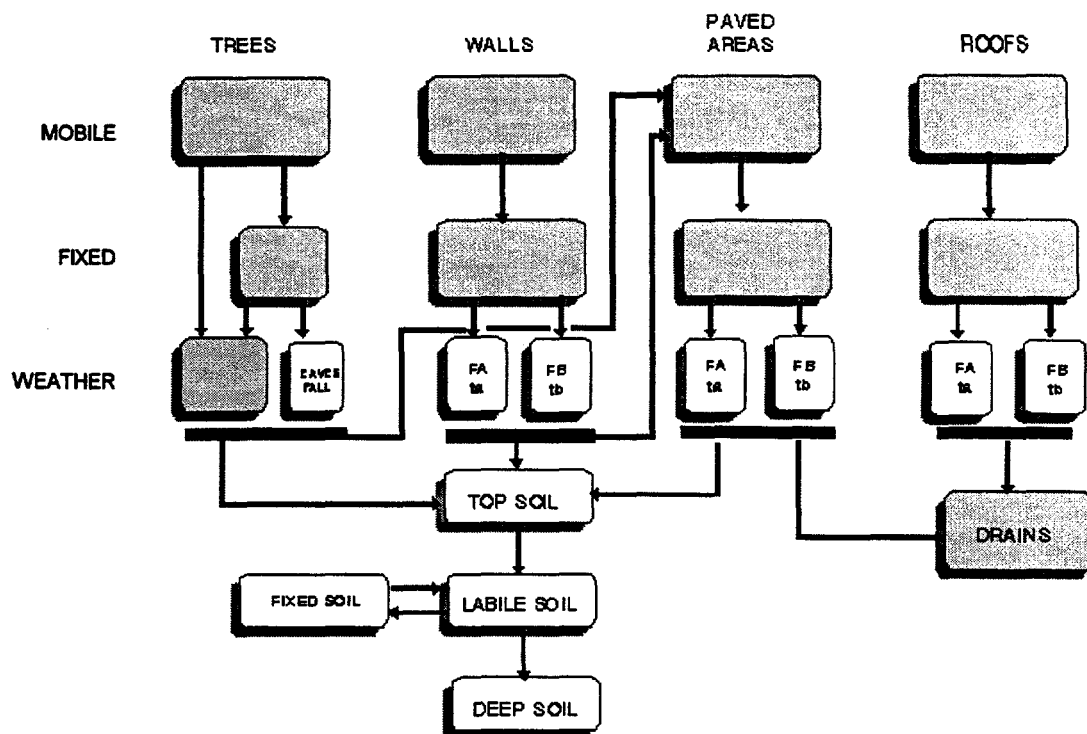 TREES
WALLS
PAVED
AREAS
ROOFS
MOBILE
FIXED
WEATHER
FALL
FA
ta
FB
tb
FA
ta
FB
tb
FA
ta
FB
tb
TOP SOIL
DRAINS
FIXED SOIL
LABILE SOIL
DEEP SOIL